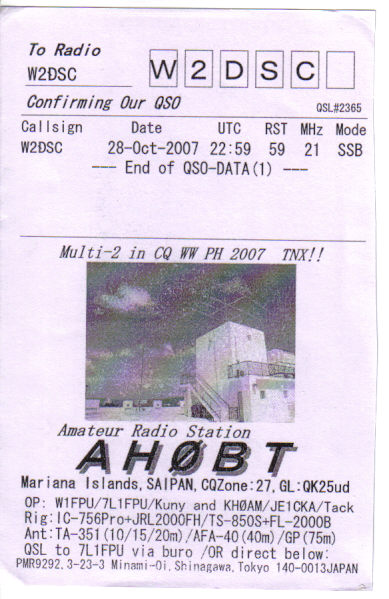 To Radio
W2DSC W2DSC
Confirming Our QSO QSL#2365
Callsign Date UTC RST MHz Mode
W2DSC 28-Oct-2007 22:59 59 21 SSB
--- End of QSO-DATA(1) ---
Multi-2 in CQ WW PH 2007 TNX!!
Amateur Radio Station
AHØBT
Mariana Islands,SAIPAN,CQZone:27,GL:QK25ud
OP: W1FPU/7L1FPU/Kuny and KHØAM/JE1CKA/Tack
Rig:IC-756Pro+JRL2000FH/TS-850S+FL-2000B
Ant:TA-351(10/15/20m)/AFA-40(40m)/GP(75m)
QSL to 7L1FPU via buro /OR direct below:
PMR9292,3-23-3 Minami-Oi,Shinagawa,Tokyo 140-0013JAPAN